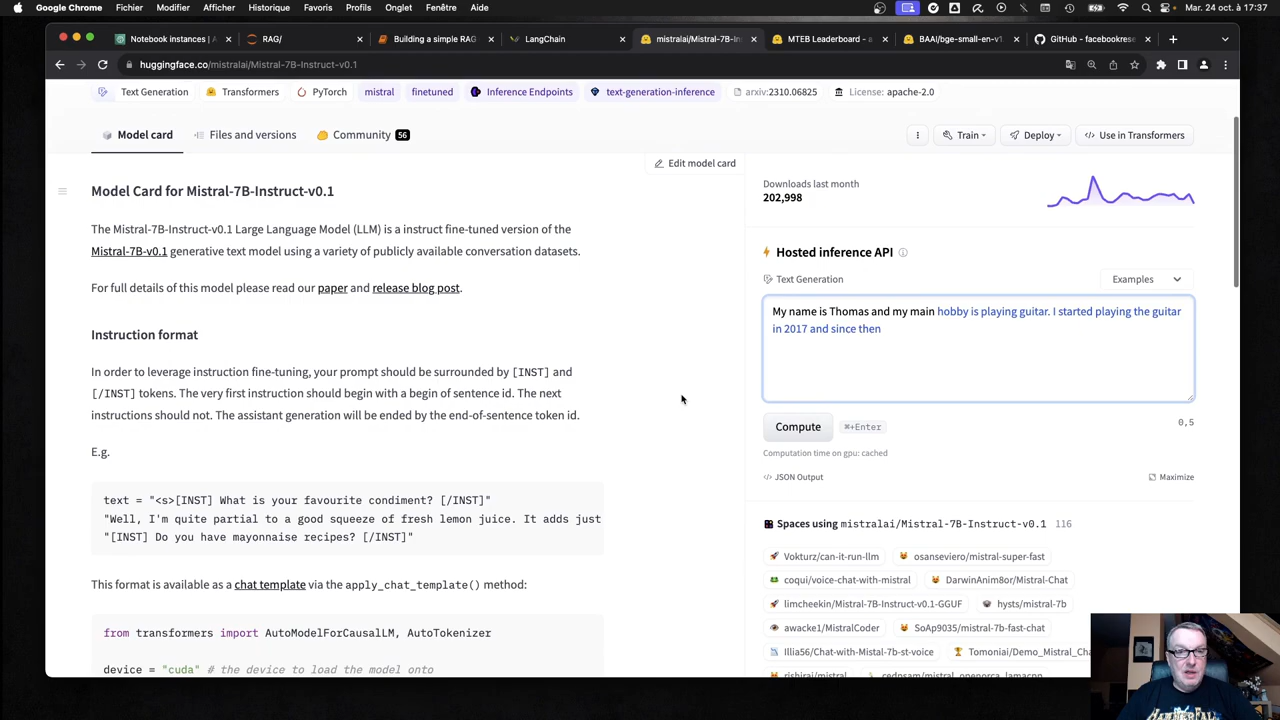 Google Chrome Fichier Modifier Afficher Historique Favoris Profils Onglet Fenêtre Aide Mar. 24 oct. à 17:37
Notebook instances | A RAG/ Building a simple RAG LangChain mistralai/Mistral-7B-Ins MTEB Leaderboard - a BAAI/bge-small-en-v1. GitHub - facebookrese
huggingface.co/mistralai/Mistral-7B-Instruct-v0.1
Text Generation Transformers PyTorch mistral finetuned Inference Endpoints text-generation-inference arxiv:2310.06825 License: apache-2.0
Model card Files and versions Community 56 Train Deploy </> Use in Transformers
Edit model card
Model Card for Mistral-7B-Instruct-v0.1
The Mistral-7B-Instruct-v0.1 Large Language Model (LLM) is a instruct fine-tuned version of the
Mistral-7B-v0.1 generative text model using a variety of publicly available conversation datasets.
For full details of this model please read our paper and release blog post.
Instruction format
In order to leverage instruction fine-tuning, your prompt should be surrounded by [INST] and
[/INST] tokens. The very first instruction should begin with a begin of sentence id. The next
instructions should not. The assistant generation will be ended by the end-of-sentence token id.
E.g.
text = "<s>[INST] What is your favourite condiment? [/INST]"
"Well, I'm quite partial to a good squeeze of fresh lemon juice. It adds just
"[INST] Do you have mayonnaise recipes? [/INST]"
This format is available as a chat template via the apply_chat_template() method:
from transformers import AutoModelForCausalLM, AutoTokenizer
device = "cuda" # the device to load the model onto
Downloads last month
202,998
Hosted inference API
Text Generation Examples
My name is Thomas and my main hobby is playing guitar. I started playing the guitar
in 2017 and since then
Compute ⌘+Enter 0,5
Computation time on gpu: cached
</> JSON Output Maximize
Spaces using mistralai/Mistral-7B-Instruct-v0.1 116
Vokturz/can-it-run-llm osanseviero/mistral-super-fast
coqui/voice-chat-with-mistral DarwinAnim8or/Mistral-Chat
limcheekin/Mistral-7B-Instruct-v0.1-GGUF hysts/mistral-7b
awacke1/MistralCoder SoAp9035/mistral-7b-fast-chat
Illia56/Chat-with-Mistal-7b-st-voice Tomoniai/Demo_Mistral_Cha
rishiraj/mistral cednsam/mistral_openorca_lamacpp